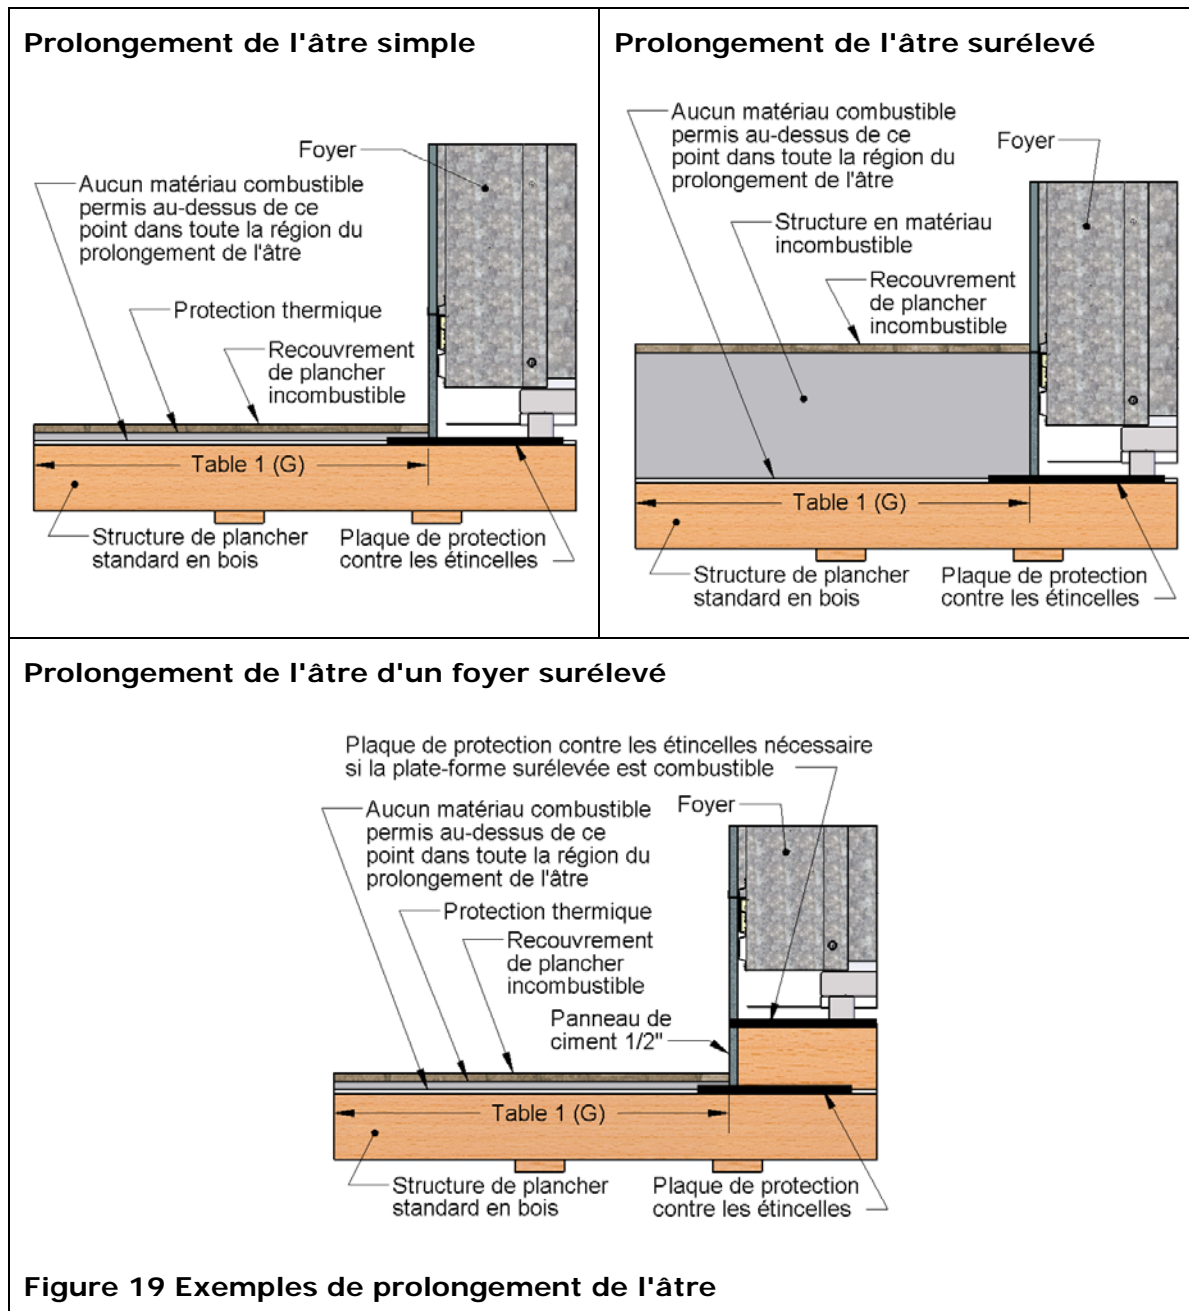 Prolongement de l'âtre simple
Foyer
Aucun matériau combustible
permis au-dessus de ce
point dans toute la région du
prolongement de l'âtre
Protection thermique
Recouvrement
de plancher
incombustible
Table 1 (G)
Structure de plancher
standard en bois
Plaque de protection
contre les étincelles
Prolongement de l'âtre surélevé
Aucun matériau combustible
permis au-dessus de ce
point dans toute la région du
prolongement de l'âtre
Foyer
Structure en matériau
incombustible
Recouvrement
de plancher
incombustible
Table 1 (G)
Structure de plancher
standard en bois
Plaque de protection
contre les étincelles
Prolongement de l'âtre d'un foyer surélevé
Plaque de protection contre les étincelles nécessaire
si la plate-forme surélevée est combustible
Aucun matériau combustible
permis au-dessus de ce
point dans toute la région du
prolongement de l'âtre
Foyer
Protection thermique
Recouvrement
de plancher
incombustible
Panneau de
ciment 1/2"
Table 1 (G)
Structure de plancher
standard en bois
Plaque de protection
contre les étincelles
Figure 19 Exemples de prolongement de l'âtre